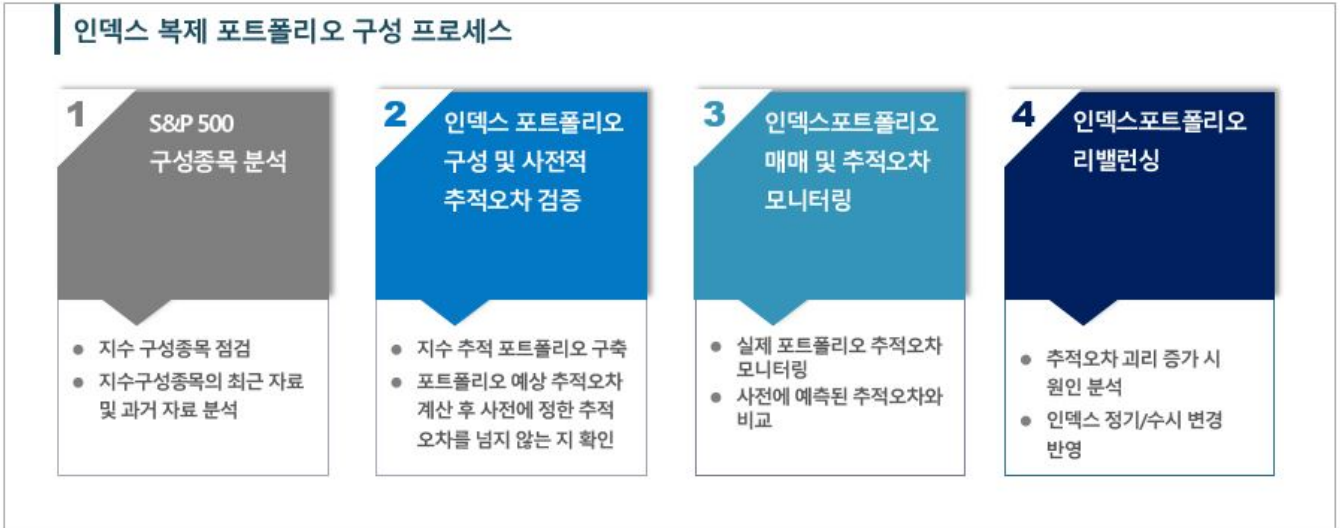 인덱스 복제 포트폴리오 구성 프로세스
1
S&P 500
구성종목 분석
● 지수 구성종목 점검
● 지수구성종목의 최근 자료
및 과거 자료 분석
2
인덱스 포트폴리오
구성 및 사전적
추적오차 검증
● 지수 추적 포트폴리오 구축
● 포트폴리오 예상 추적오차
계산 후 사전에 정한 추적
오차를 넘지 않는 지 확인
3
인덱스포트폴리오
매매 및 추적오차
모니터링
● 실제 포트폴리오 추적오차
모니터링
● 사전에 예측된 추적오차와
비교
4
인덱스포트폴리오
리밸런싱
● 추적오차 괴리 증가 시
원인 분석
● 인덱스 정기/수시 변경
반영